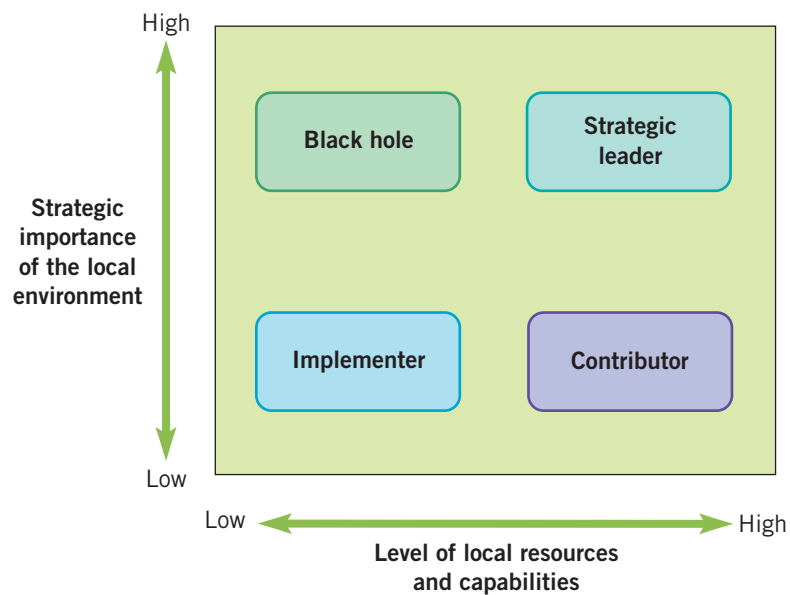 High
Black hole
Strategic
leader
Strategic
importance
of the local
environment
Implementer
Contributor
Low
Low
High
Level of local resources
and capabilities